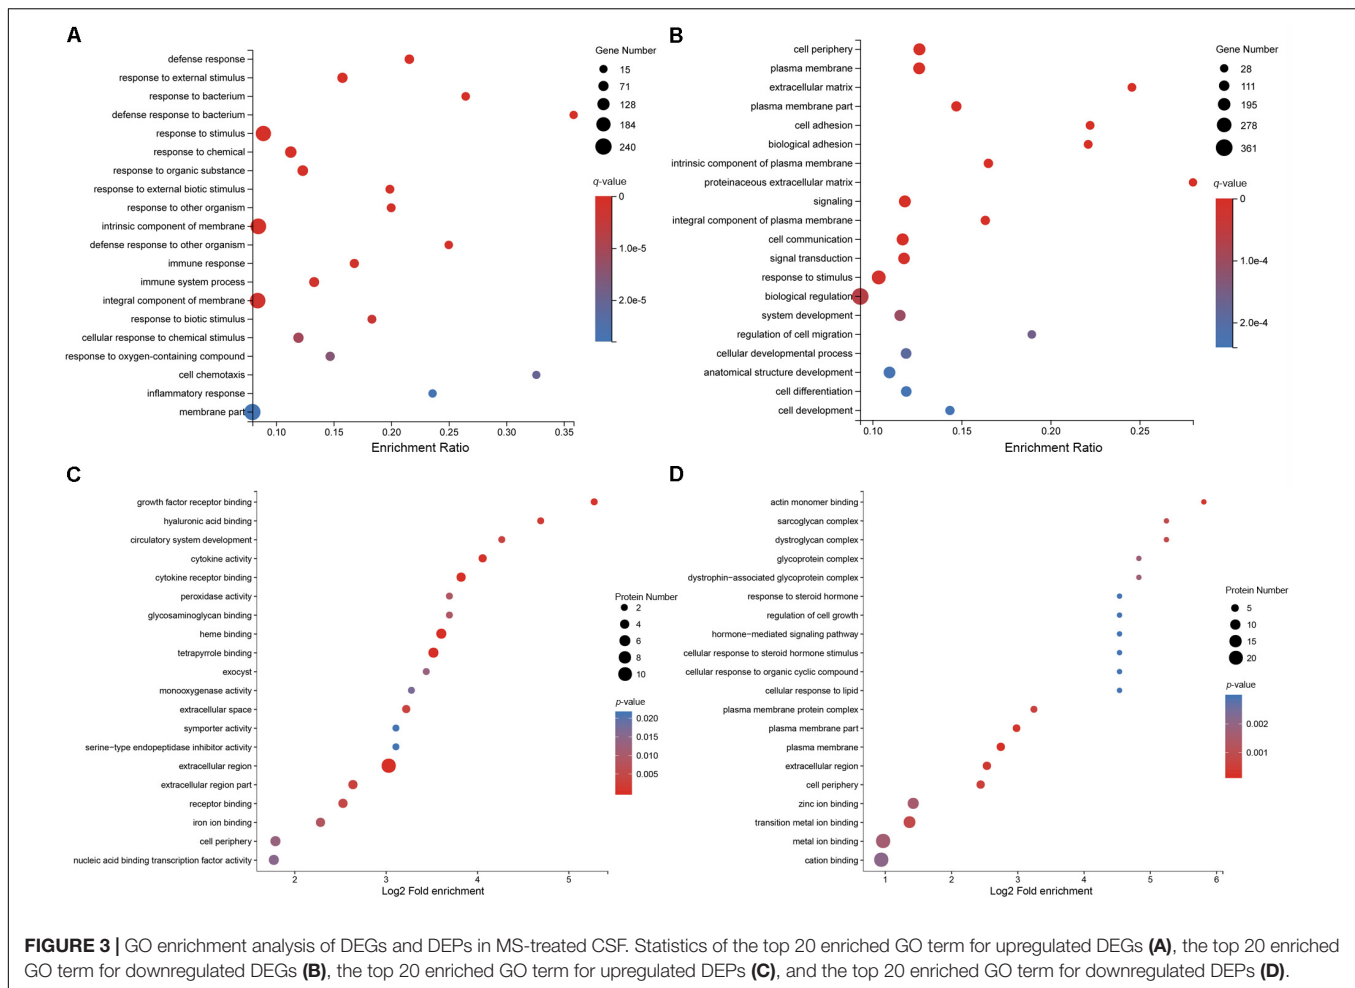 A
defense response
response to external stimulus
response to bacterium
defense response to bacterium
response to stimulus
response to chemical
response to organic substance
response to external biotic stimulus
response to other organism
intrinsic component of membrane
defense response to other organism
immune response
immune system process
integral component of membrane
response to biotic stimulus
cellular response to chemical stimulus
response to oxygen-containing compound
cell chemotaxis
inflammatory response
membrane part
0.10 0.15 0.20 0.25 0.30 0.35
Enrichment Ratio
Gene Number
15
71
128
184
240
q-value
0
1.0e-5
2.0e-5
B
cell periphery
plasma membrane
extracellular matrix
plasma membrane part
cell adhesion
biological adhesion
intrinsic component of plasma membrane
proteinaceous extracellular matrix
signaling
integral component of plasma membrane
cell communication
signal transduction
response to stimulus
biological regulation
system development
regulation of cell migration
cellular developmental process
anatomical structure development
cell differentiation
cell development
0.10 0.15 0.20 0.25
Enrichment Ratio
Gene Number
28
111
195
278
361
q-value
0
1.0e-4
2.0e-4
C
growth factor receptor binding
hyaluronic acid binding
circulatory system development
cytokine activity
cytokine receptor binding
peroxidase activity
glycosaminoglycan binding
heme binding
tetrapyrrole binding
exocyst
monooxygenase activity
extracellular space
symporter activity
serine-type endopeptidase inhibitor activity
extracellular region
extracellular region part
receptor binding
iron ion binding
cell periphery
nucleic acid binding transcription factor activity
2 3 4 5
Log2 Fold enrichment
Protein Number
2
4
6
8
10
p-value
0.020
0.015
0.010
0.005
D
actin monomer binding
sarcoglycan complex
dystroglycan complex
glycoprotein complex
dystrophin-associated glycoprotein complex
response to steroid hormone
regulation of cell growth
hormone-mediated signaling pathway
cellular response to steroid hormone stimulus
cellular response to organic cyclic compound
cellular response to lipid
plasma membrane protein complex
plasma membrane part
plasma membrane
extracellular region
cell periphery
zinc ion binding
transition metal ion binding
metal ion binding
cation binding
1 2 3 4 5 6
Log2 Fold enrichment
Protein Number
5
10
15
20
p-value
0.002
0.001
FIGURE 3 | GO enrichment analysis of DEGs and DEPs in MS-treated CSF. Statistics of the top 20 enriched GO term for upregulated DEGs (A), the top 20 enriched
GO term for downregulated DEGs (B), the top 20 enriched GO term for upregulated DEPs (C), and the top 20 enriched GO term for downregulated DEPs (D).